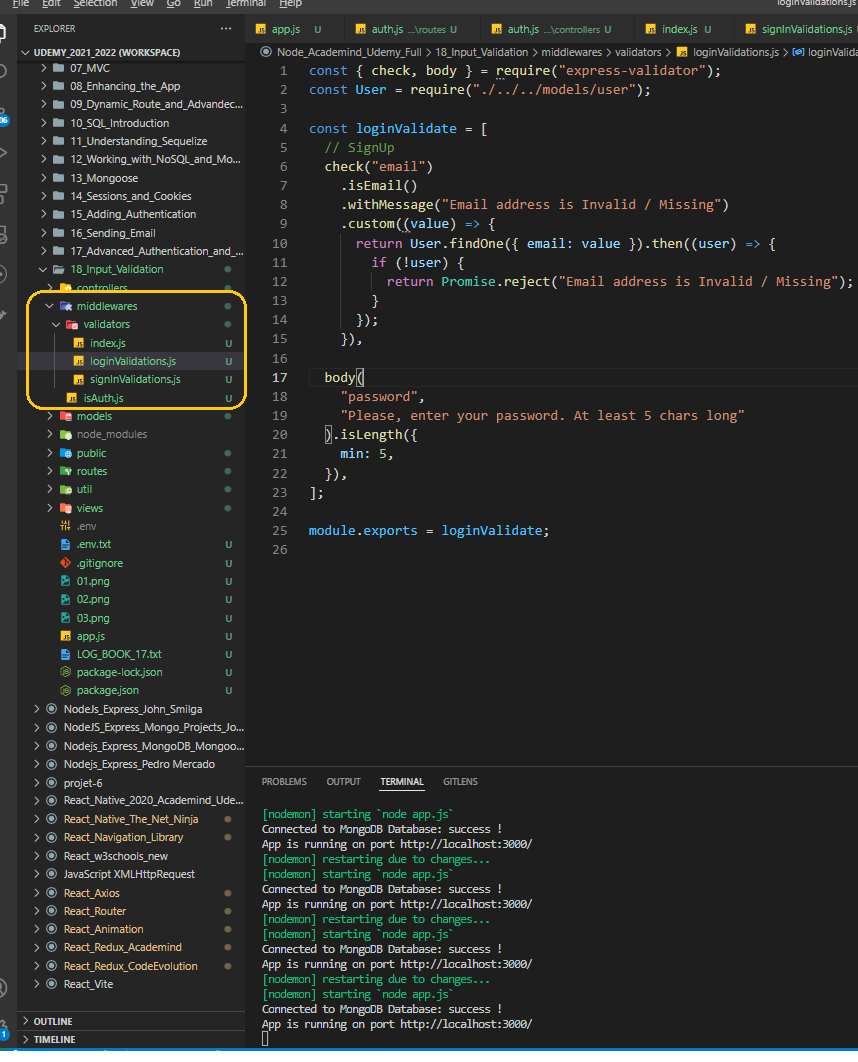 File Edit Selection View Go Run Terminal Help loginValidations.js
EXPLORER ···
UDEMY_2021_2022 (WORKSPACE)
07_MVC
08_Enhancing the App
09_Dynamic Route and Advandec...
10_SQL_Introduction
11_Understanding_Sequelize
12_Working with_NoSQL_and_Mo...
13_Mongoose
14_Sessions_and_Cookies
15_Adding_Authentication
16_Sending_Email
17_Advanced_Authentication_and_...
18_Input_Validation
controllers
middlewares
validators
index.js U
loginValidations.js U
signInValidations.js U
isAuth.js U
models
node_modules
public
routes
util
views
.env
.env.txt U
.gitignore U
01.png U
02.png U
03.png U
app.js U
LOG_BOOK_17.txt U
package-lock.json U
package.json U
NodeJs_Express_John_Smilga
NodeJS_Express_Mongo_Projects_Jo...
Nodejs_Express_MongoDB_Mongoo...
Nodejs_Express_Pedro Mercado
projet-6
React_Native_2020_Academind_Ude...
React_Native_The_Net_Ninja
React_Navigation_Library
React_w3schools_new
JavaScript XMLHttpRequest
React_Axios
React_Router
React_Animation
React_Redux_Academind
React_Redux_CodeEvolution
React_Vite
OUTLINE
TIMELINE
app.js U auth.js ...\routes U auth.js ...\controllers U index.js U signInValidations.js
Node_Academind_Udemy_Full > 18_Input_Validation > middlewares > validators > loginValidations.js > loginValida
1 const { check, body } = require("express-validator");
2 const User = require("./../../models/user");
3
4 const loginValidate = [
5 // SignUp
6 check("email")
7 .isEmail()
8 .withMessage("Email address is Invalid / Missing")
9 .custom((value) => {
10 return User.findOne({ email: value }).then((user) => {
11 if (!user) {
12 return Promise.reject("Email address is Invalid / Missing");
13 }
14 });
15 }),
16
17 body(
18 "password",
19 "Please, enter your password. At least 5 chars long"
20 ).isLength({
21 min: 5,
22 }),
23 ];
24
25 module.exports = loginValidate;
26
PROBLEMS OUTPUT TERMINAL GITLENS
[nodemon] starting `node app.js`
Connected to MongoDB Database: success !
App is running on port http://localhost:3000/
[nodemon] restarting due to changes...
[nodemon] starting `node app.js`
Connected to MongoDB Database: success !
App is running on port http://localhost:3000/
[nodemon] restarting due to changes...
[nodemon] starting `node app.js`
Connected to MongoDB Database: success !
App is running on port http://localhost:3000/
[nodemon] restarting due to changes...
[nodemon] starting `node app.js`
Connected to MongoDB Database: success !
App is running on port http://localhost:3000/